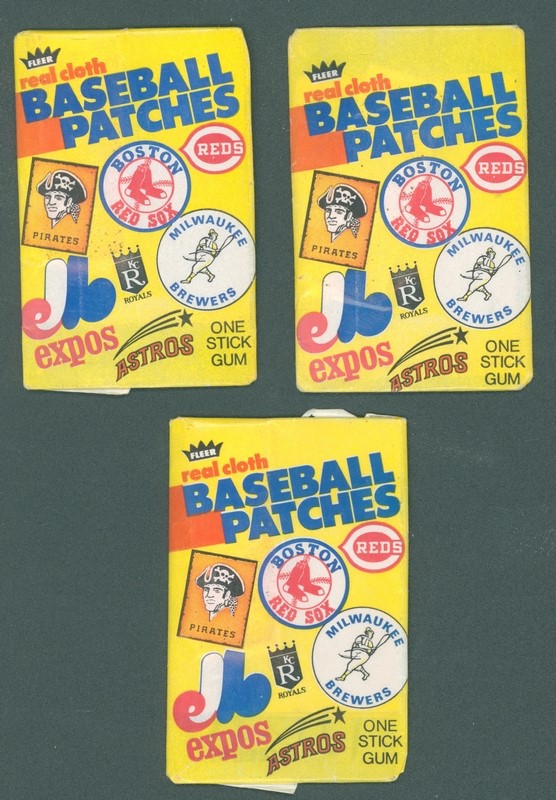 FLEER
real cloth
BASEBALL
PATCHES
REDS
BOSTON
RED SOX
PIRATES
MILWAUKEE
BREWERS
KC
R
ROYALS
expos
ASTROS
ONE
STICK
GUM
FLEER
real cloth
BASEBALL
PATCHES
REDS
BOSTON
RED SOX
PIRATES
MILWAUKEE
BREWERS
KC
R
ROYALS
expos
ASTROS
ONE
STICK
GUM
FLEER
real cloth
BASEBALL
PATCHES
REDS
BOSTON
RED SOX
PIRATES
MILWAUKEE
BREWERS
KC
R
ROYALS
expos
ASTROS
ONE
STICK
GUM